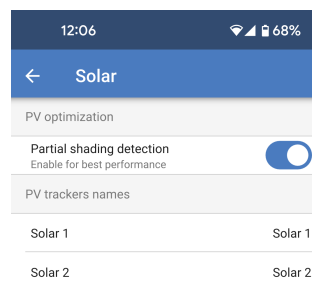 12:06 68%
Solar
PV optimization
Partial shading detection
Enable for best performance
PV trackers names
Solar 1 Solar 1
Solar 2 Solar 2